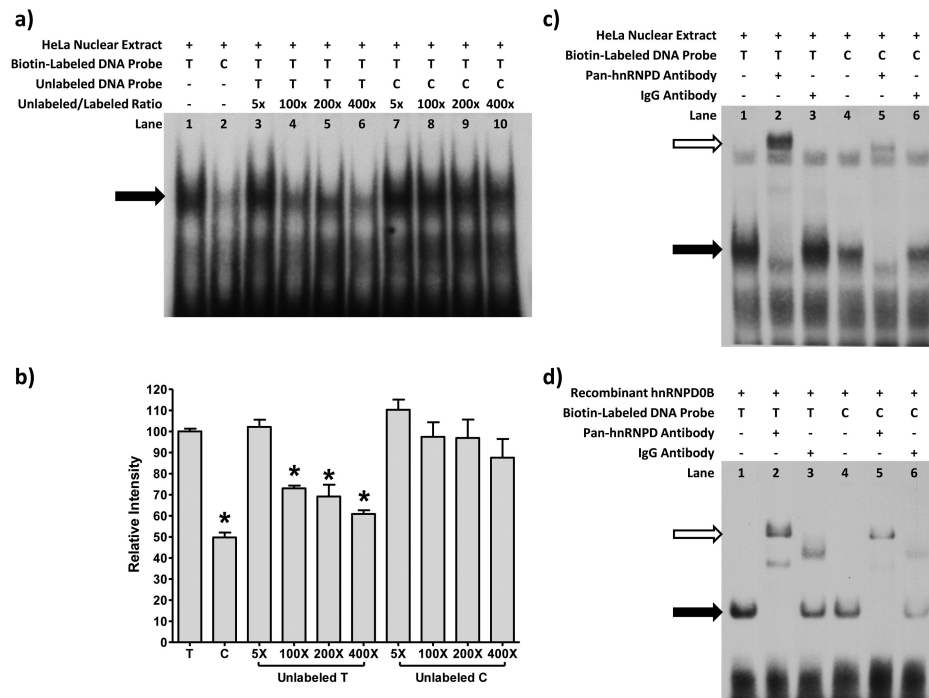 a)
HeLa Nuclear Extract + + + + + + + + + +
Biotin-Labeled DNA Probe T C T T T T T T T T
Unlabeled DNA Probe - - T T T T C C C C
Unlabeled/Labeled Ratio - - 5x 100x 200x 400x 5x 100x 200x 400x
Lane 1 2 3 4 5 6 7 8 9 10
b)
Relative Intensity
120
110
100
90
80
70
60
50
40
30
20
10
0
* * * *
T C 5X 100X 200X 400X 5X 100X 200X 400X
Unlabeled T Unlabeled C
c)
HeLa Nuclear Extract + + + + + +
Biotin-Labeled DNA Probe T T T C C C
Pan-hnRNPD Antibody - + - - + -
IgG Antibody - - + - - +
Lane 1 2 3 4 5 6
d)
Recombinant hnRNPD0B + + + + + +
Biotin-Labeled DNA Probe T T T C C C
Pan-hnRNPD Antibody - + - - + -
IgG Antibody - - + - - +
Lane 1 2 3 4 5 6